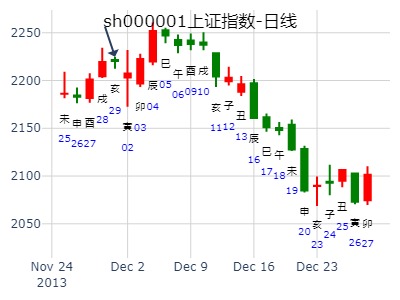 sh000001上证指数-日线
2250
2200
2150
2100
2050
未 申 酉 戌 亥 寅 卯 辰 巳 午 酉 戌 亥 子 丑 辰 巳 午 未 申 亥 子 丑 寅 卯
25 26 27 28 29 02 03 04 05 06 09 10 11 12 13 16 17 18 19 20 23 24 25 26 27
Nov 24 Dec 2 Dec 9 Dec 16 Dec 23
2013